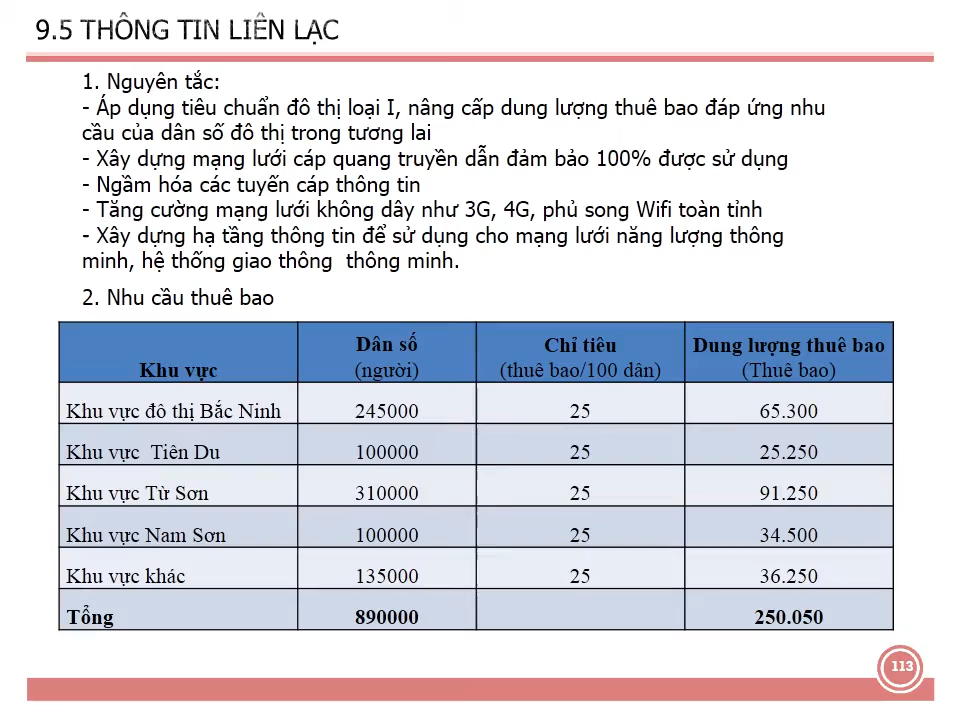 9.5 THÔNG TIN LIÊN LẠC
1. Nguyên tắc:
- Áp dụng tiêu chuẩn đô thị loại I, nâng cấp dung lượng thuê bao đáp ứng nhu
cầu của dân số đô thị trong tương lai
- Xây dựng mạng lưới cáp quang truyền dẫn đảm bảo 100% được sử dụng
- Ngầm hóa các tuyến cáp thông tin
- Tăng cường mạng lưới không dây như 3G, 4G, phủ song Wifi toàn tỉnh
- Xây dựng hạ tầng thông tin để sử dụng cho mạng lưới năng lượng thông
minh, hệ thống giao thông thông minh.
2. Nhu cầu thuê bao
Khu vực Dân số (người) Chỉ tiêu (thuê bao/100 dân) Dung lượng thuê bao (Thuê bao)
Khu vực đô thị Bắc Ninh 245000 25 65.300
Khu vực Tiên Du 100000 25 25.250
Khu vực Từ Sơn 310000 25 91.250
Khu vực Nam Sơn 100000 25 34.500
Khu vực khác 135000 25 36.250
Tổng 890000 250.050
113